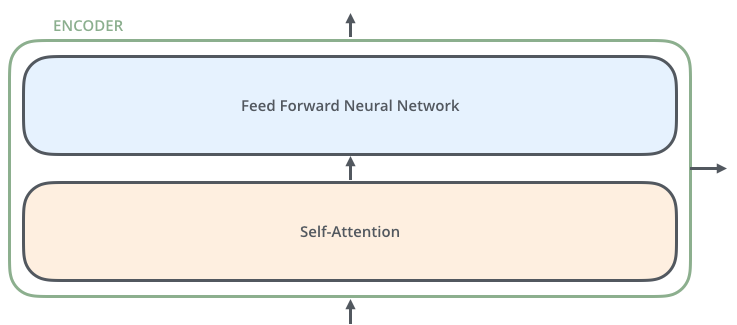 ENCODER
Feed Forward Neural Network
Self-Attention